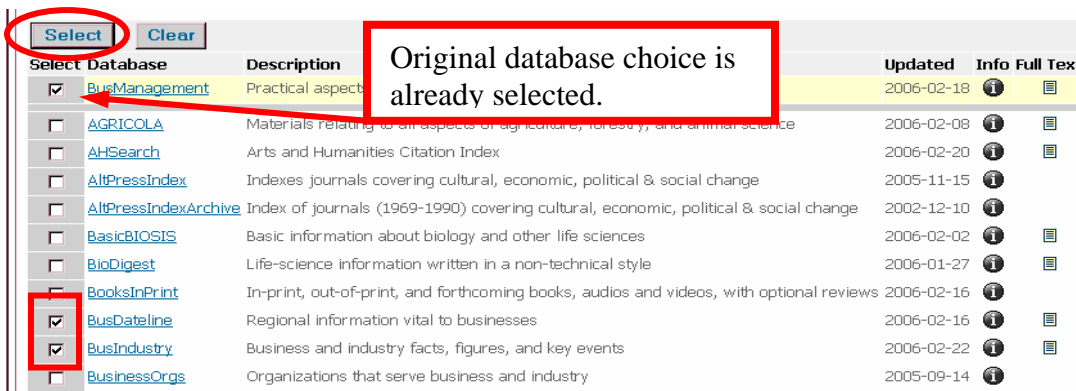 Select Clear
Original database choice is
already selected.
Select Database Description Updated Info Full Tex
BusManagement Practical aspects 2006-02-18
AGRICOLA Materials relating to all aspects of agriculture, forestry, and animal science 2006-02-08
AHSearch Arts and Humanities Citation Index 2006-02-20
AltPressIndex Indexes journals covering cultural, economic, political & social change 2005-11-15
AltPressIndexArchive Index of journals (1969-1990) covering cultural, economic, political & social change 2002-12-10
BasicBIOSIS Basic information about biology and other life sciences 2006-02-02
BioDigest Life-science information written in a non-technical style 2006-01-27
BooksInPrint In-print, out-of-print, and forthcoming books, audios and videos, with optional reviews 2006-02-16
BusDateline Regional information vital to businesses 2006-02-16
BusIndustry Business and industry facts, figures, and key events 2006-02-22
BusinessOrgs Organizations that serve business and industry 2005-09-14